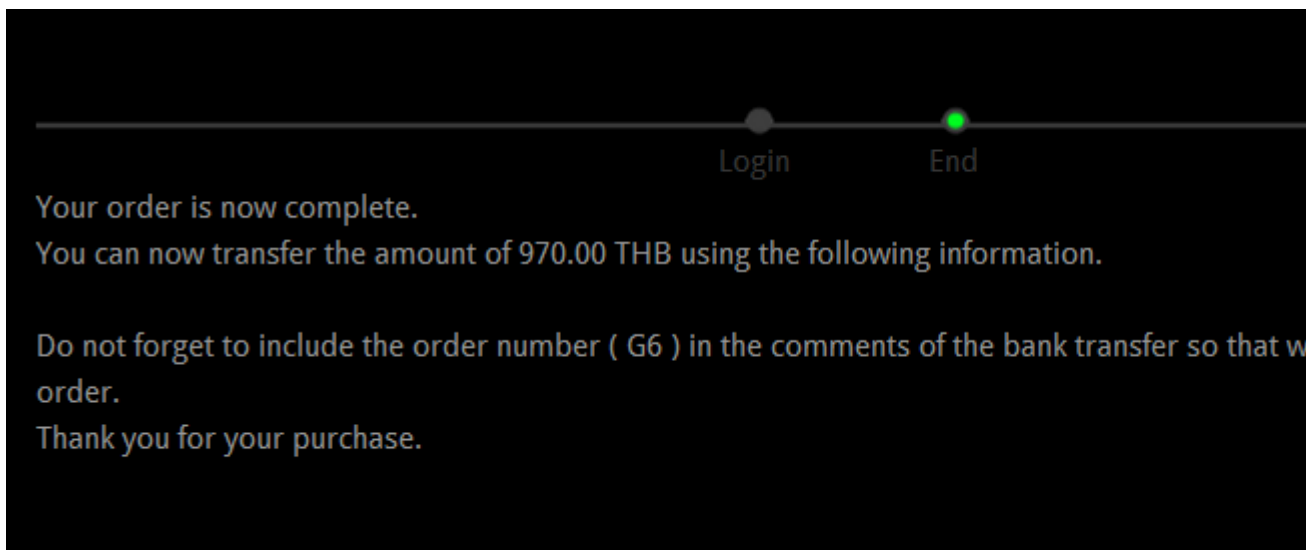 Login
End
Your order is now complete.
You can now transfer the amount of 970.00 THB using the following information.
Do not forget to include the order number ( G6 ) in the comments of the bank transfer so that
order.
Thank you for your purchase.